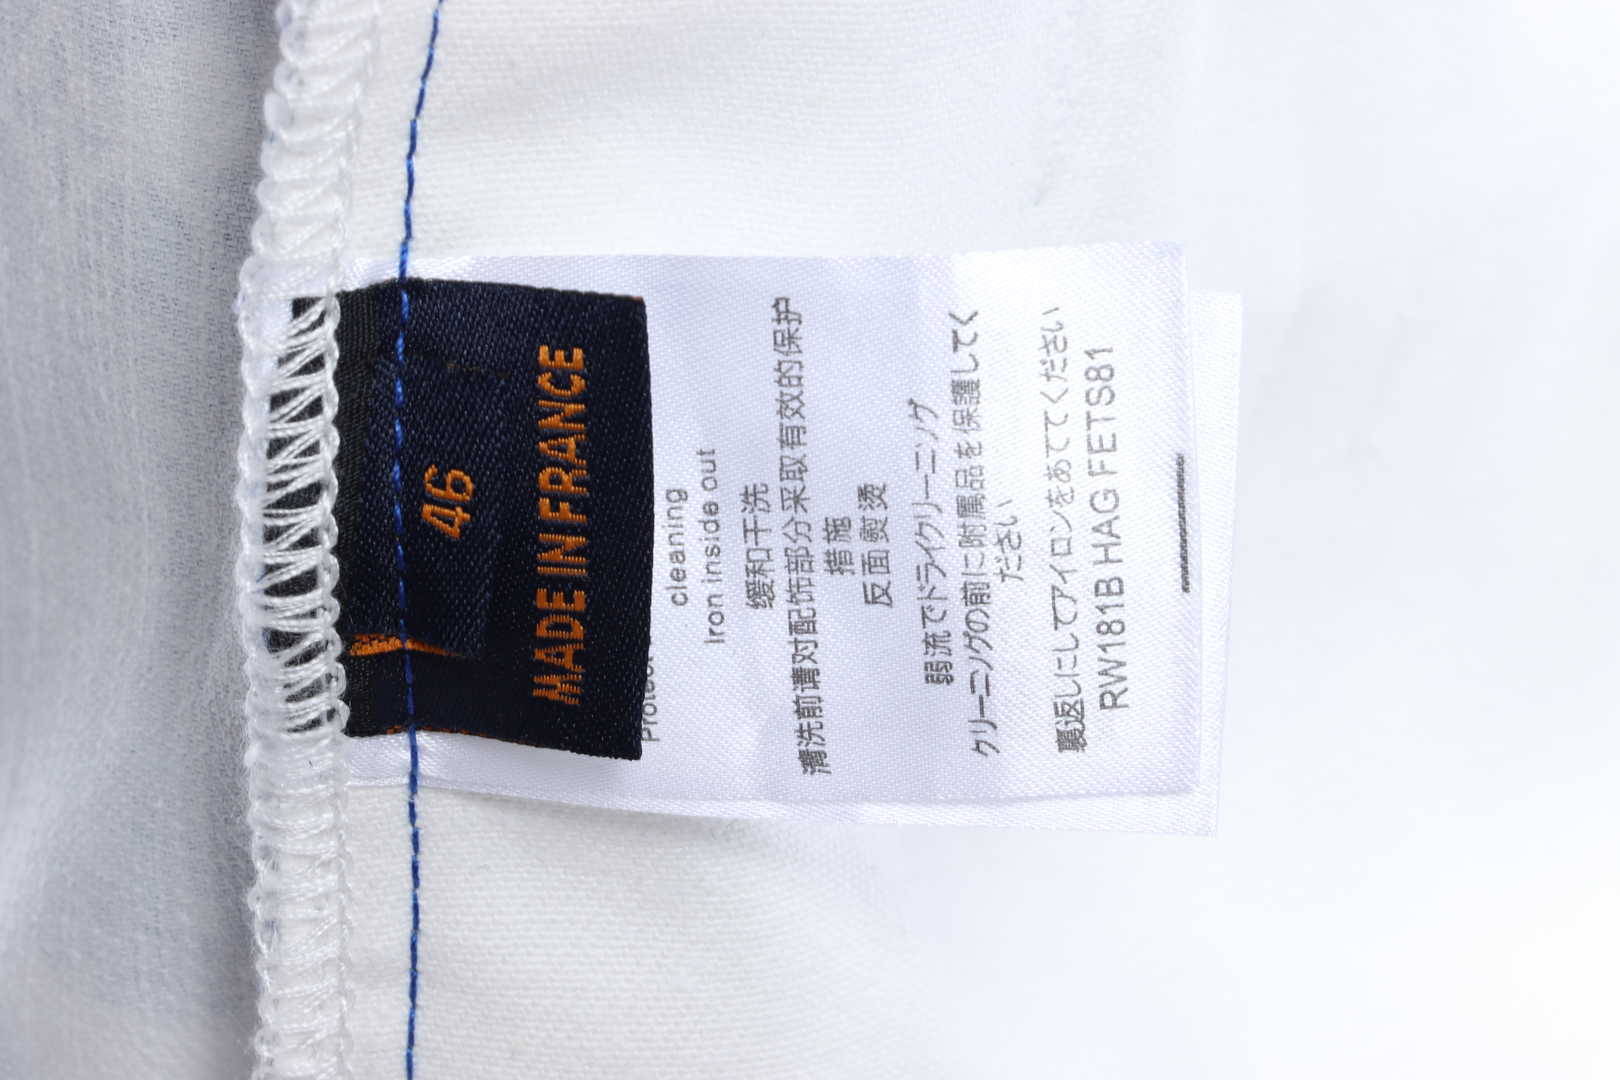 46
MADE IN FRANCE
cleaning
Iron inside out
缓和干洗
清洗前请对配饰部分采取有效的保护
措施
反面熨烫
弱流でドライクリーニング
クリーニングの前に附属品を保護してく
ださい
裏返しにしてアイロンをあててください
RW181B HAG FETS81